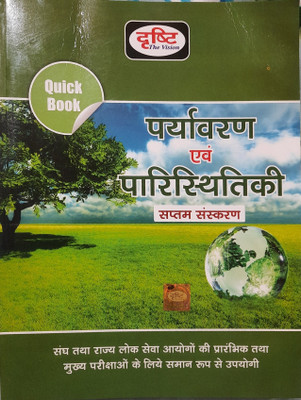 दृष्टि
The Vision
Quick
Book
पर्यावरण
एवं
पारिस्थितिकी
सप्तम संस्करण
संघ तथा राज्य लोक सेवा आयोगों की प्रारंभिक तथा
मुख्य परीक्षाओं के लिये समान रूप से उपयोगी